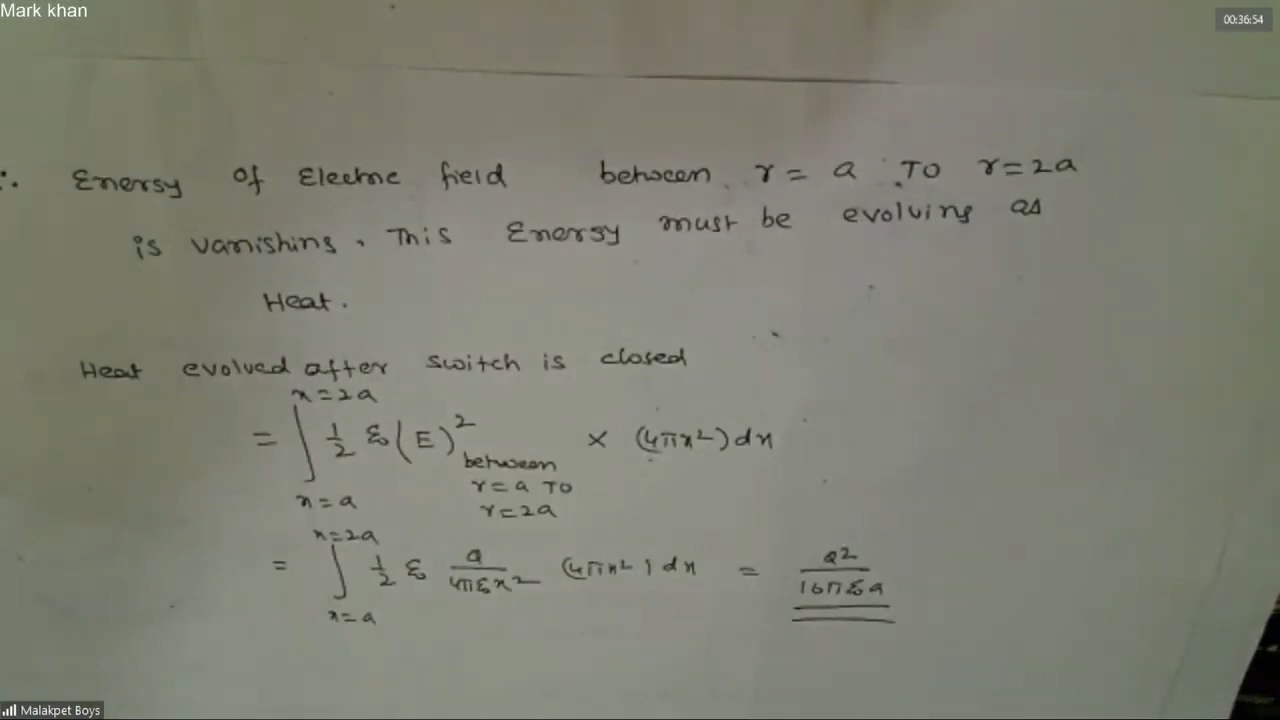 Mark khan
00:36:54
∴ Energy of Electric field between r = a TO r=2a
is vanishing. This Energy must be evolving as
Heat.
Heat evolved after switch is closed
= ∫_{x=a}^{x=2a} 1/2 ε₀ (E)² between r=a TO r=2a × (4πx²) dx
= ∫_{x=a}^{x=2a} 1/2 ε₀ Q/4πε₀x² (4πx²) dx = Q²/16πε₀a
Malakpet Boys